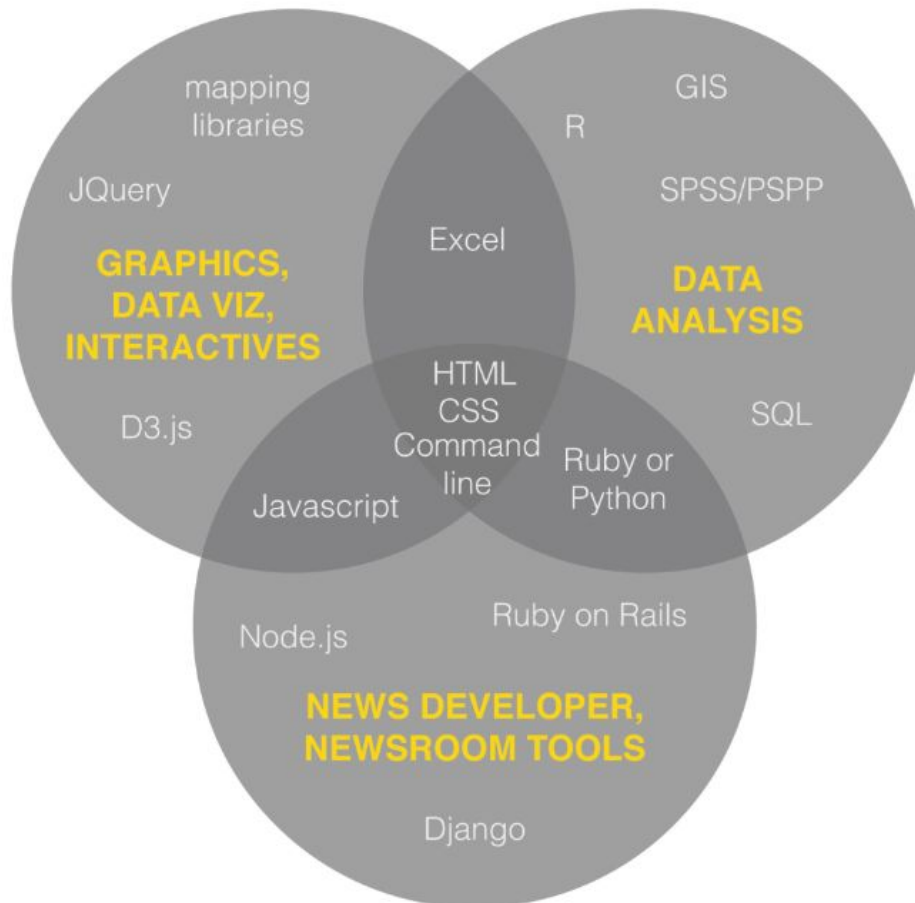 mapping
libraries
JQuery
GRAPHICS,
DATA VIZ,
INTERACTIVES
D3.js
GIS
R
SPSS/PSPP
DATA
ANALYSIS
SQL
Excel
HTML
CSS
Command
line
Javascript
Ruby or
Python
Node.js
Ruby on Rails
NEWS DEVELOPER,
NEWSROOM TOOLS
Django